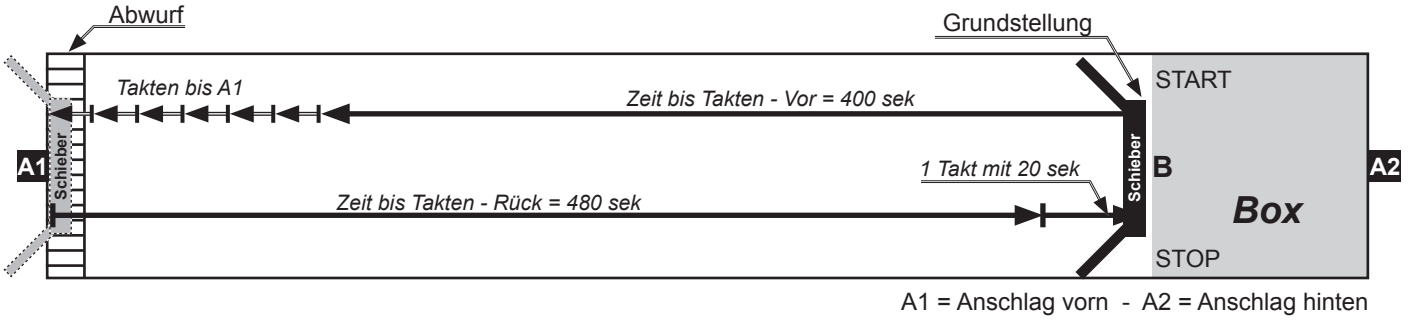 Abwurf
Grundstellung
Takten bis A1
Zeit bis Takten - Vor = 400 sek
START
A1
Schieber
1 Takt mit 20 sek
Schieber
B
A2
Zeit bis Takten - Rück = 480 sek
Box
STOP
A1 = Anschlag vorn - A2 = Anschlag hinten